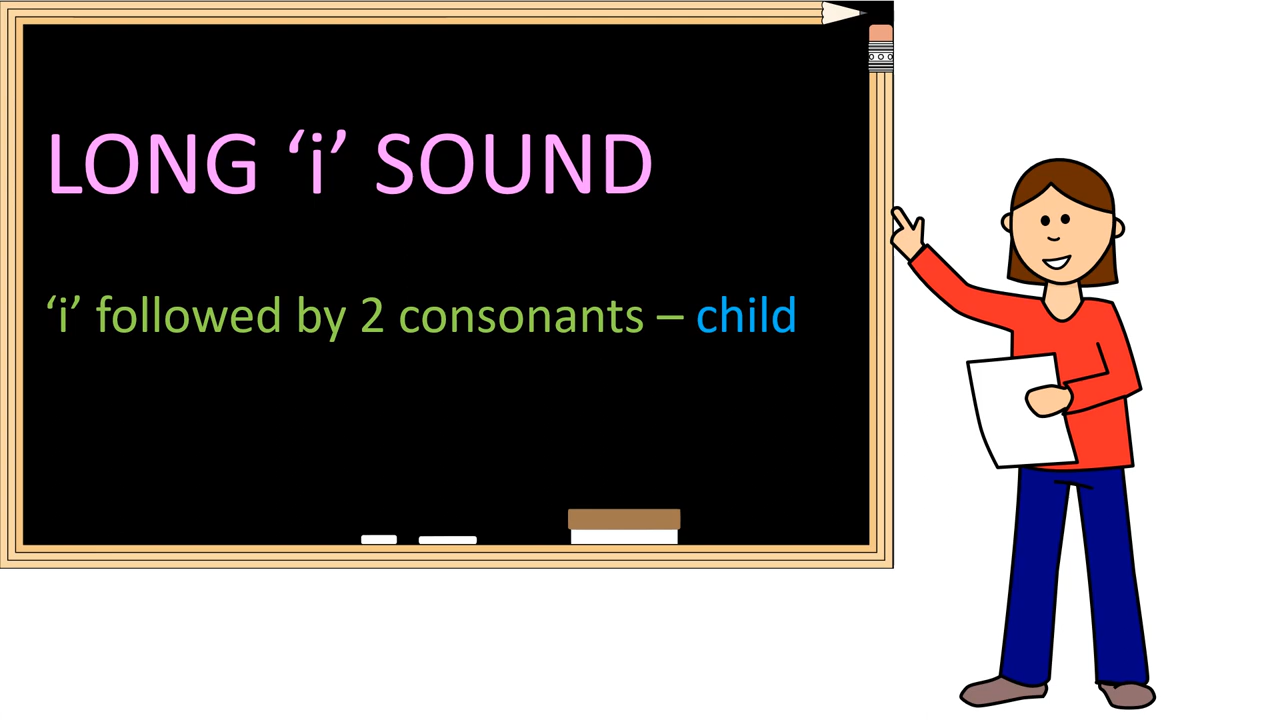 LONG ‘i’ SOUND
‘i’ followed by 2 consonants – child